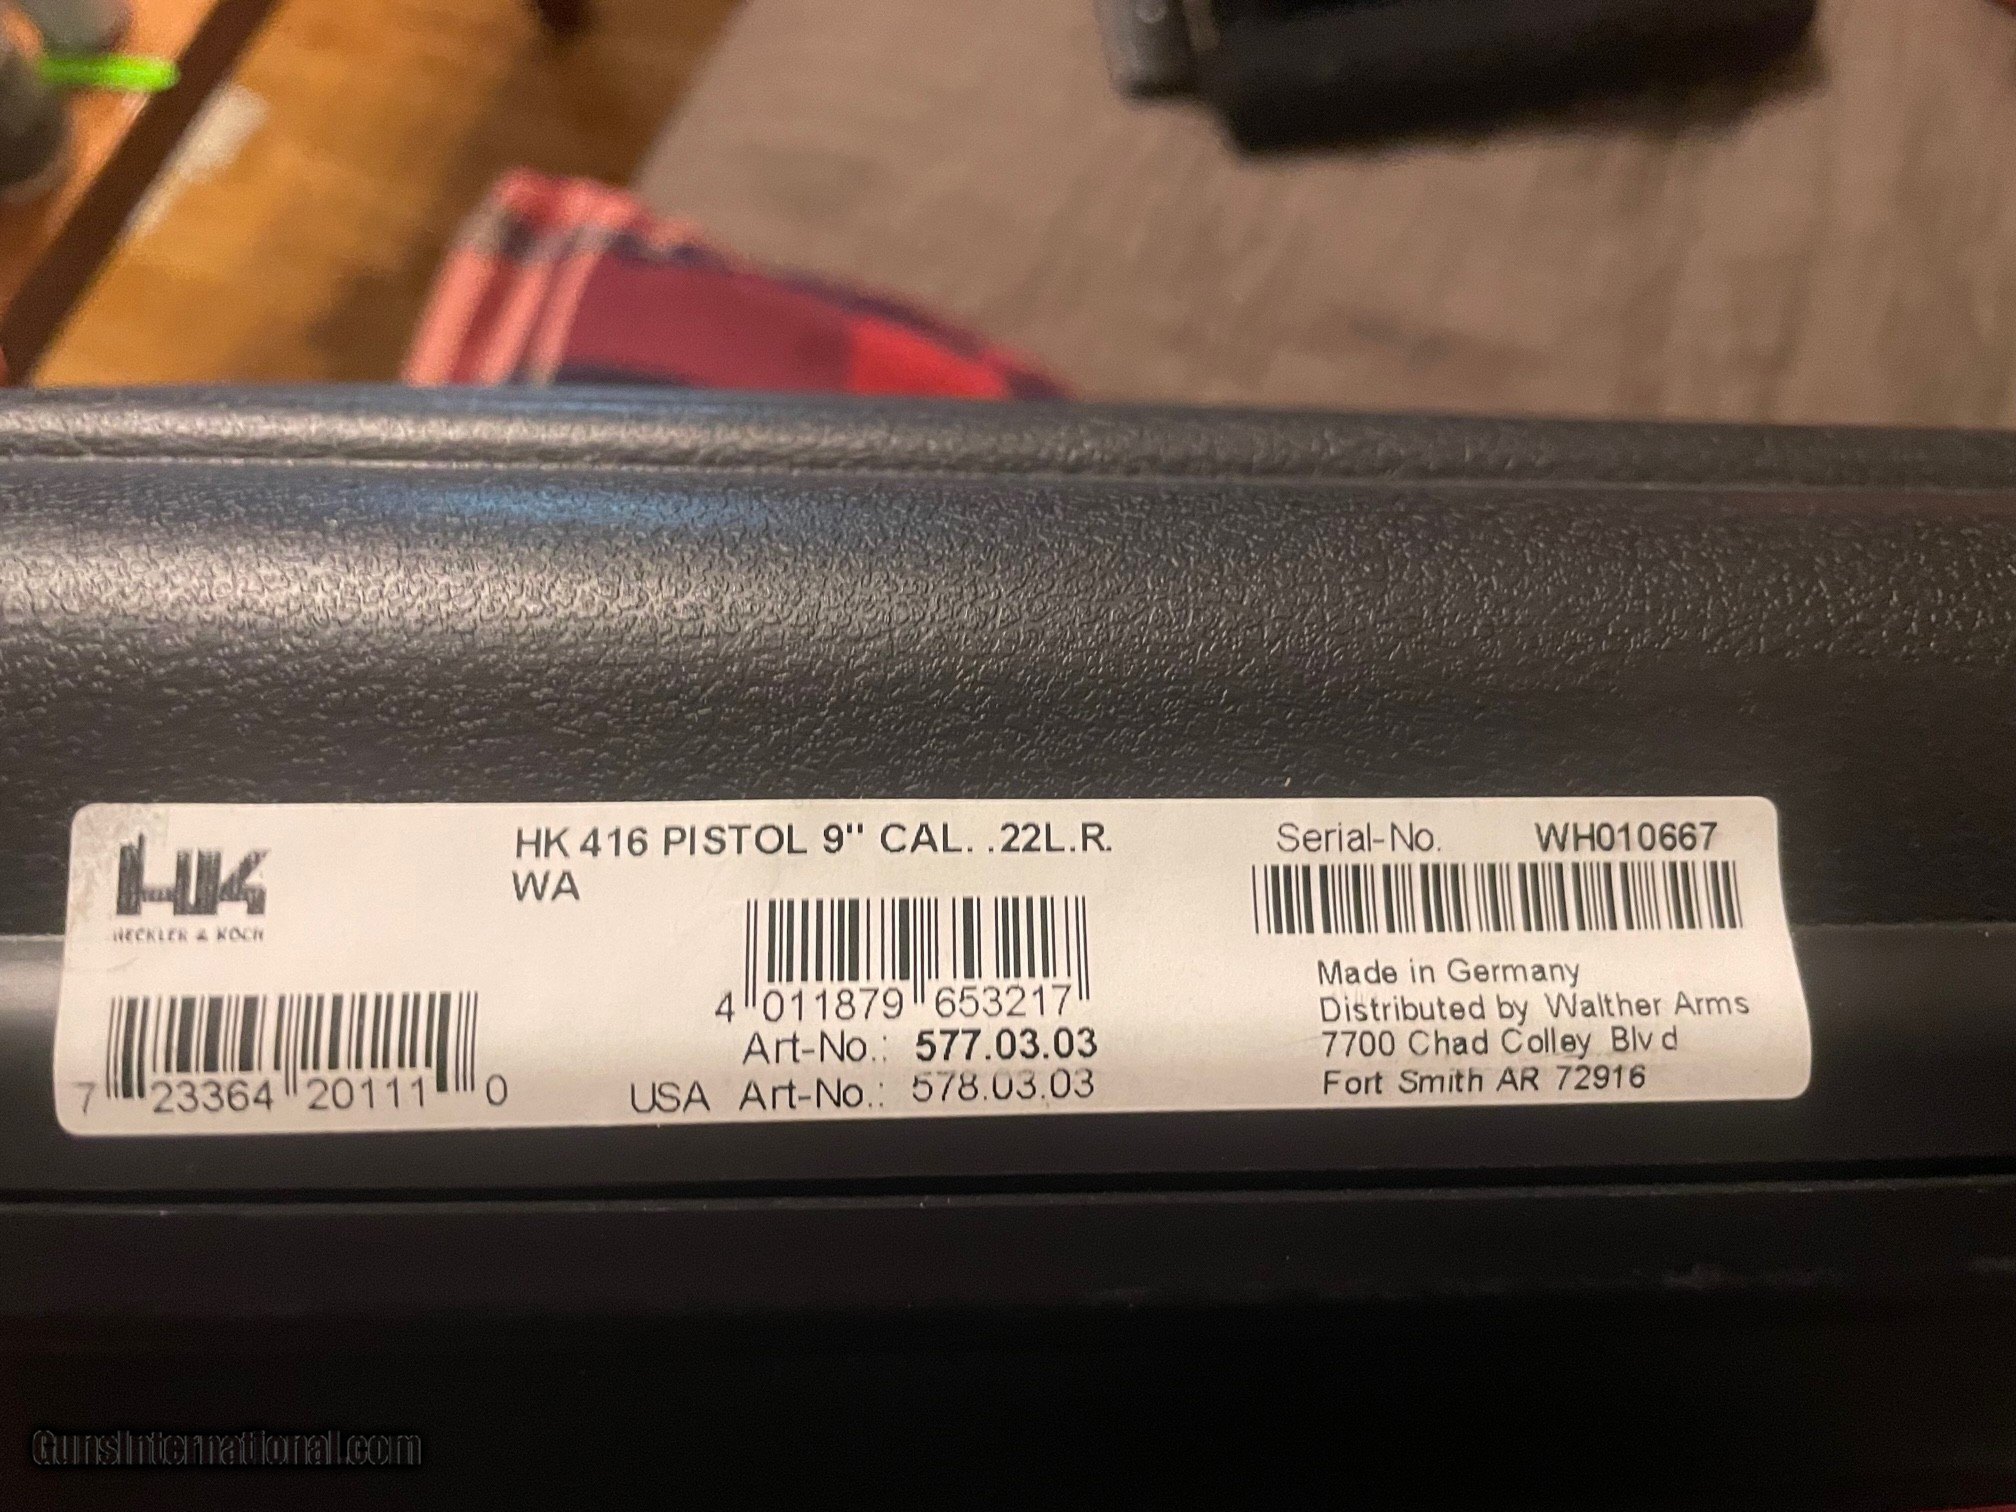 HK
HECKLER & KOCH
HK 416 PISTOL 9" CAL. .22L.R.
WA
Serial-No. WH010667
4 011879 653217
Art-No.: 577.03.03
USA Art-No.: 578.03.03
7 23364 20111 0
Made in Germany
Distributed by Walther Arms
7700 Chad Colley Blvd
Fort Smith AR 72916
GunsInternational.com